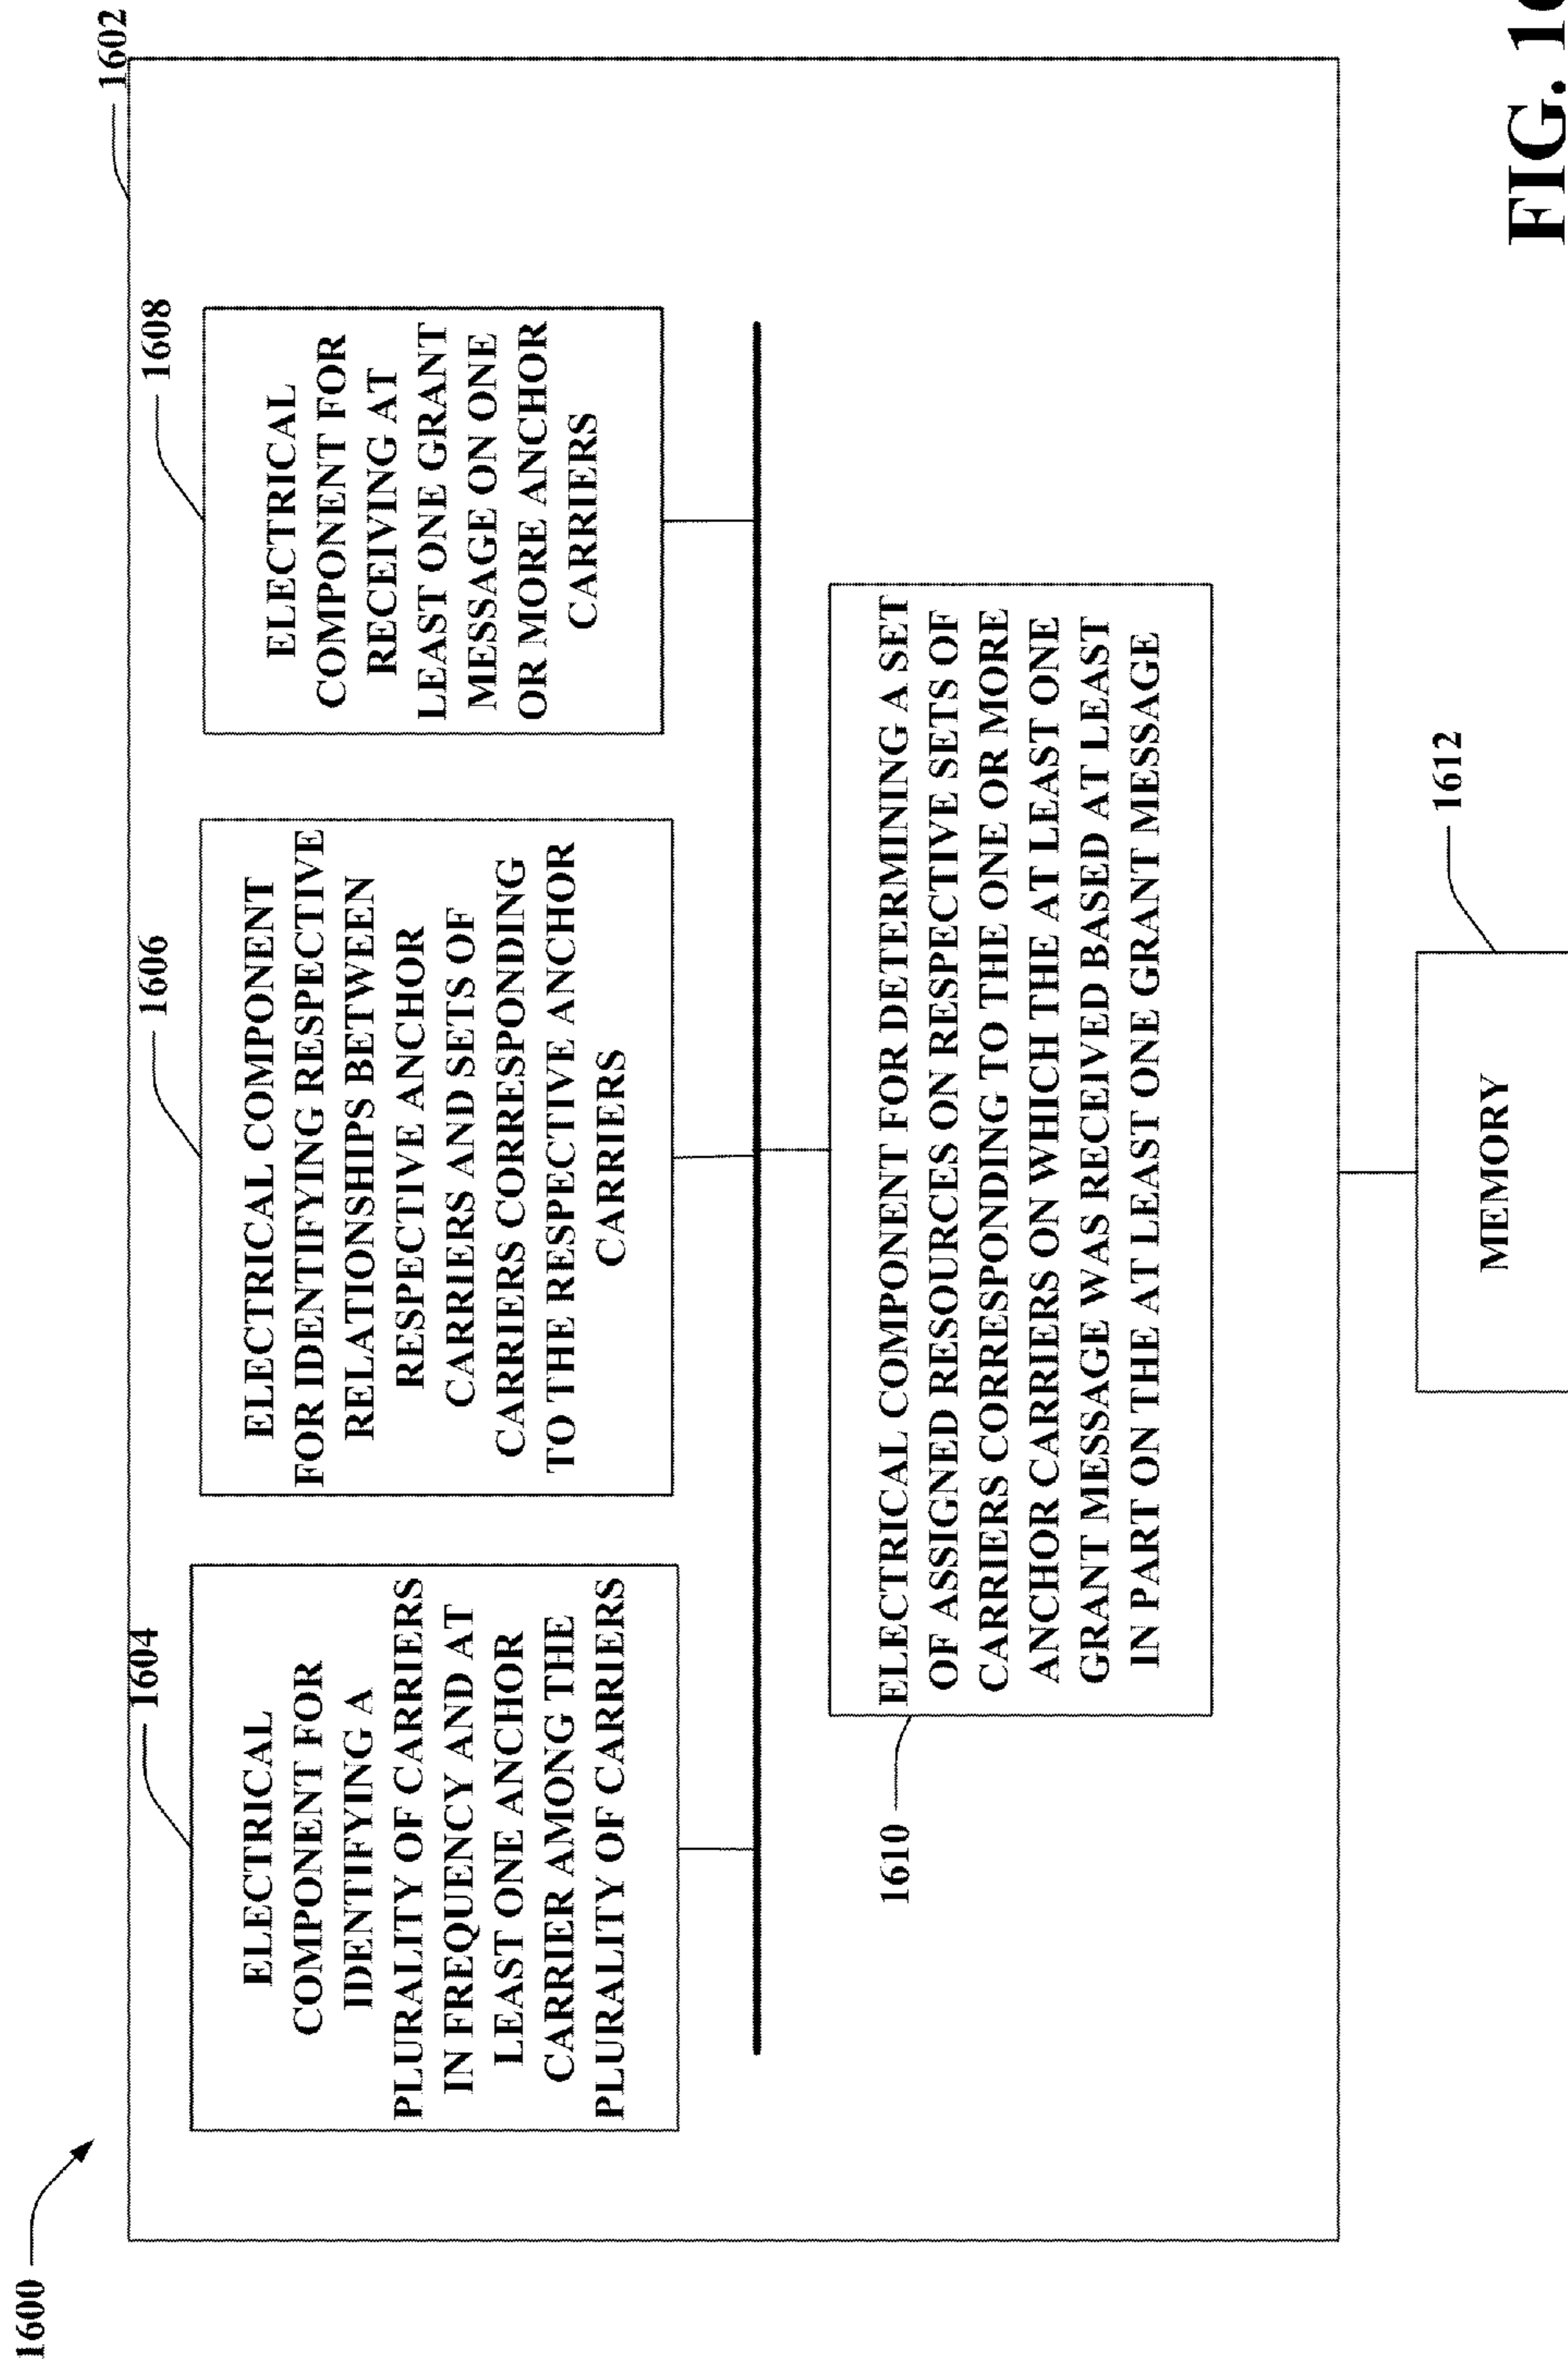 1600
1602
1604
ELECTRICAL
COMPONENT FOR
IDENTIFYING A
PLURALITY OF CARRIERS
IN FREQUENCY AND AT
LEAST ONE ANCHOR
CARRIER AMONG THE
PLURALITY OF CARRIERS
1606
ELECTRICAL COMPONENT
FOR IDENTIFYING RESPECTIVE
RELATIONSHIPS BETWEEN
RESPECTIVE ANCHOR
CARRIERS AND SETS OF
CARRIERS CORRESPONDING
TO THE RESPECTIVE ANCHOR
CARRIERS
1608
ELECTRICAL
COMPONENT FOR
RECEIVING AT
LEAST ONE GRANT
MESSAGE ON ONE
OR MORE ANCHOR
CARRIERS
1610
ELECTRICAL COMPONENT FOR DETERMINING A SET
OF ASSIGNED RESOURCES ON RESPECTIVE SETS OF
CARRIERS CORRESPONDING TO THE ONE OR MORE
ANCHOR CARRIERS ON WHICH THE AT LEAST ONE
GRANT MESSAGE WAS RECEIVED BASED AT LEAST
IN PART ON THE AT LEAST ONE GRANT MESSAGE
1612
MEMORY
FIG.